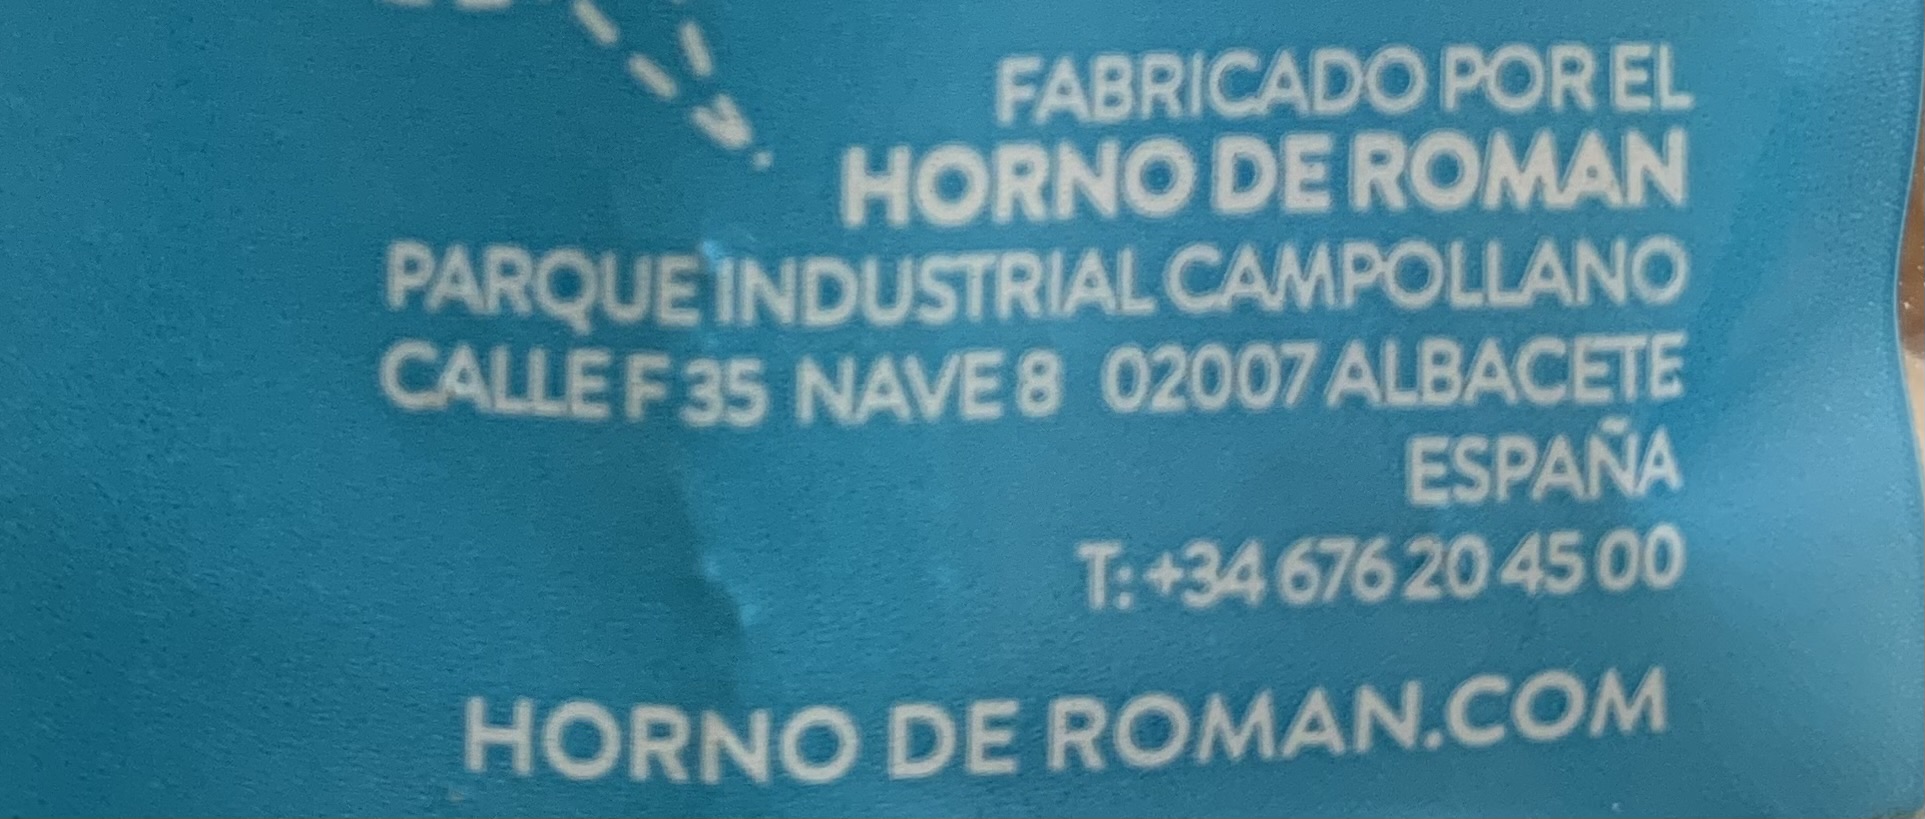 FABRICADO POR EL
HORNO DE ROMAN
PARQUE INDUSTRIAL CAMPOLLANO
CALLE F 35 NAVE 8 02007 ALBACETE
ESPAÑA
T: +34 676 20 45 00
HORNO DE ROMAN.COM